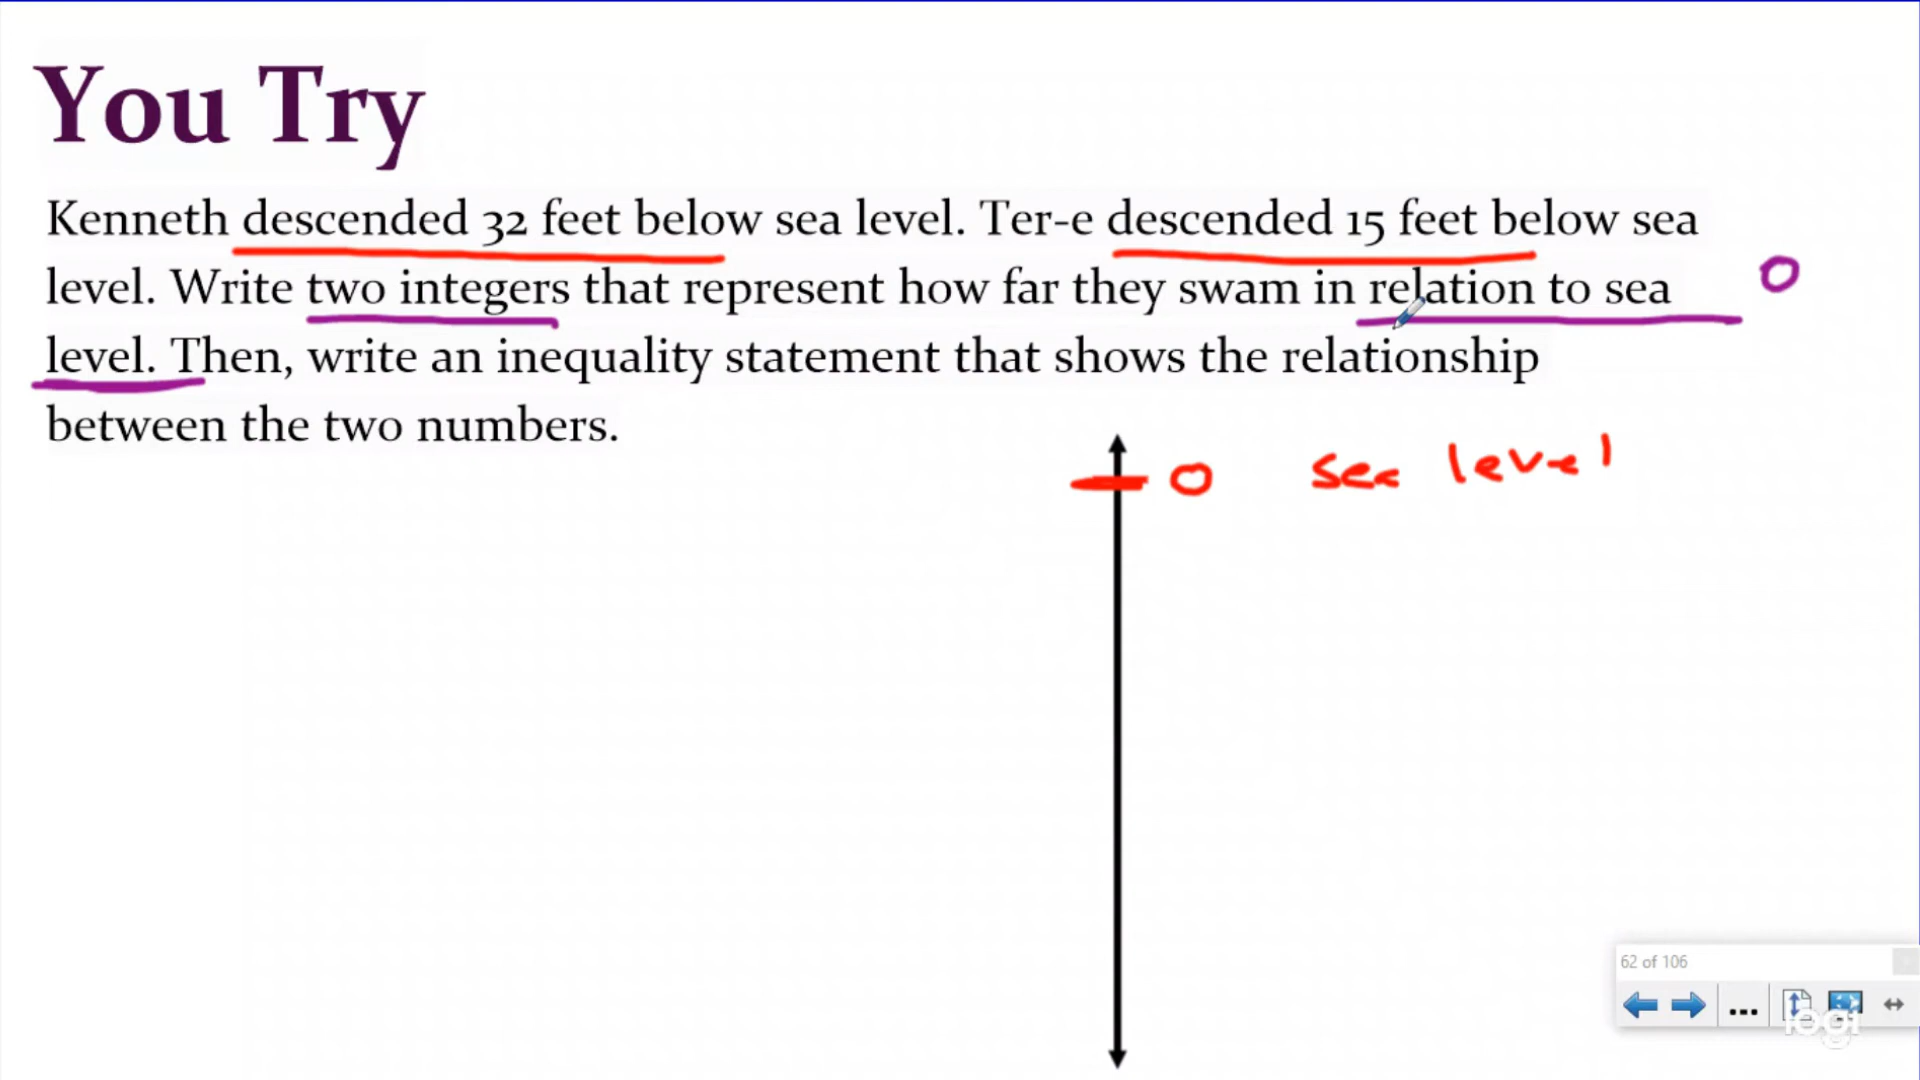 You Try
Kenneth descended 32 feet below sea level. Ter-e descended 15 feet below sea
level. Write two integers that represent how far they swam in relation to sea
level. Then, write an inequality statement that shows the relationship
between the two numbers.
0
0 sea level
62 of 106
...
logi